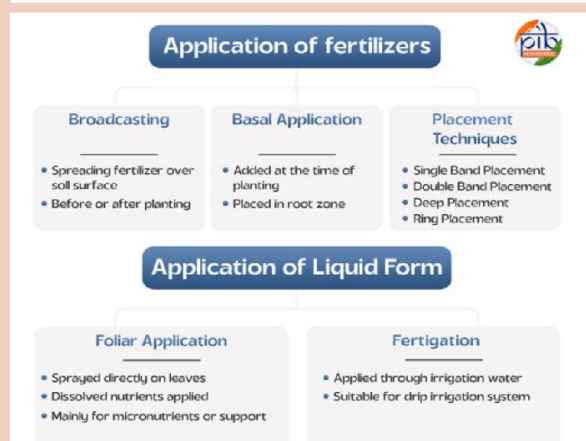 Application of fertilizers
pib
Broadcasting
Spreading fertilizer over
soil surface
Before or after planting
Basal Application
Added at the time of
planting
Placed in root zone
Placement
Techniques
Single Band Placement
Double Band Placement
Deep Placement
Ring Placement
Application of Liquid Form
Foliar Application
Sprayed directly on leaves
Dissolved nutrients applied
Mainly for micronutrients or support
Fertigation
Applied through irrigation water
Suitable for drip irrigation system